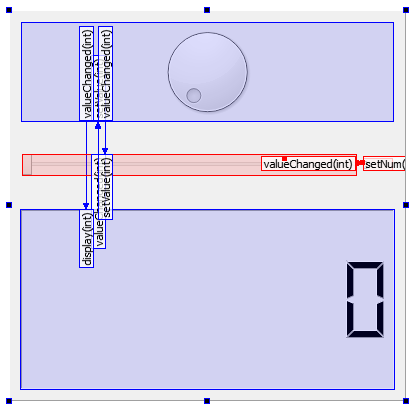 valueChanged(int)
valueChanged(int)
valueChanged(int)
setNum(
setValue(int)
display(int)
0